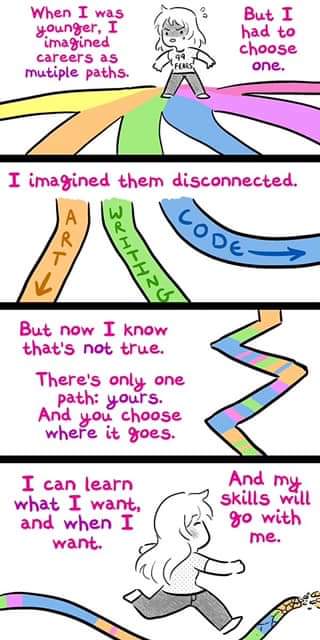 When I was
younger, I
imagined
careers as
mutiple paths.
But I
had to
choose
one.
99
FEARS
I imagined them disconnected.
ART
WRITING
CODE
But now I know
that's not true.
There's only one
path: yours.
And you choose
where it goes.
I can learn
what I want,
and when I
want.
And my
skills will
go with
me.